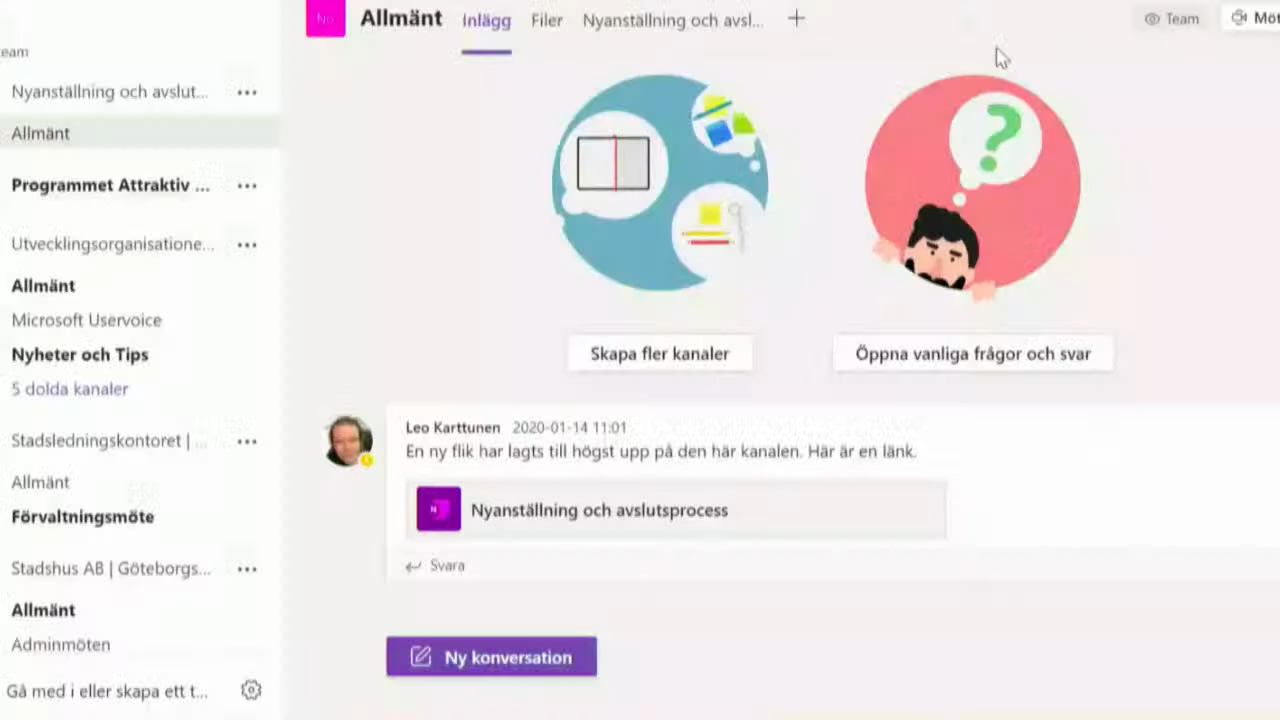 No
Allmänt
Inlägg
Filer
Nyanställning och avsl...
Team
eam
Nyanställning och avslut...
Allmänt
Programmet Attraktiv ...
Utvecklingsorganisatione...
Allmänt
Microsoft Uservoice
Nyheter och Tips
5 dolda kanaler
Stadsledningskontoret | ...
Allmänt
Förvaltningsmöte
Stadshus AB | Göteborgs...
Allmänt
Adminmöten
Gå med i eller skapa ett t...
?
Skapa fler kanaler
Öppna vanliga frågor och svar
Leo Karttunen 2020-01-14 11:01
En ny flik har lagts till högst upp på den här kanalen. Här är en länk.
N
Nyanställning och avslutsprocess
Svara
Ny konversation